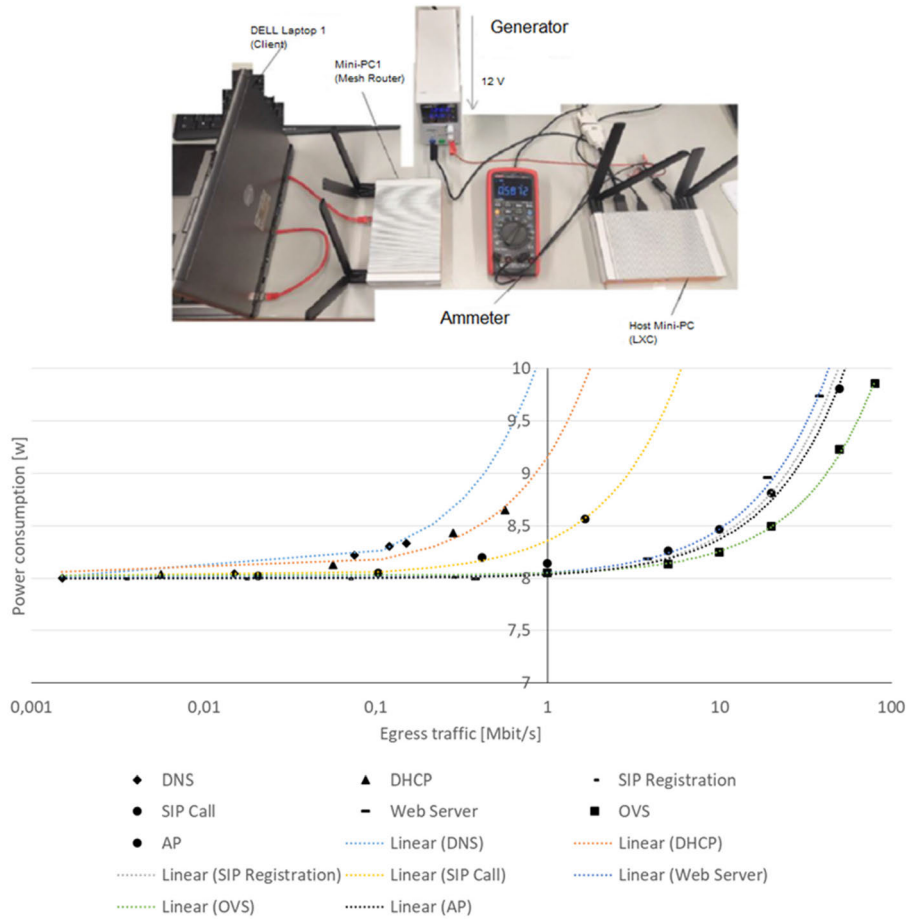 DELL Laptop 1
(Client)
Generator
Mini-PC1
(Mesh Router)
12 V
Ammeter
Host Mini-PC
(LXC)
10
9,5
9
8,5
8
7,5
7
Power consumption [w]
0,001
0,01
0,1
1
10
100
Egress traffic [Mbit/s]
DNS
DHCP
SIP Registration
SIP Call
Web Server
OVS
AP
Linear (DNS)
Linear (DHCP)
Linear (SIP Registration)
Linear (SIP Call)
Linear (Web Server)
Linear (OVS)
Linear (AP)